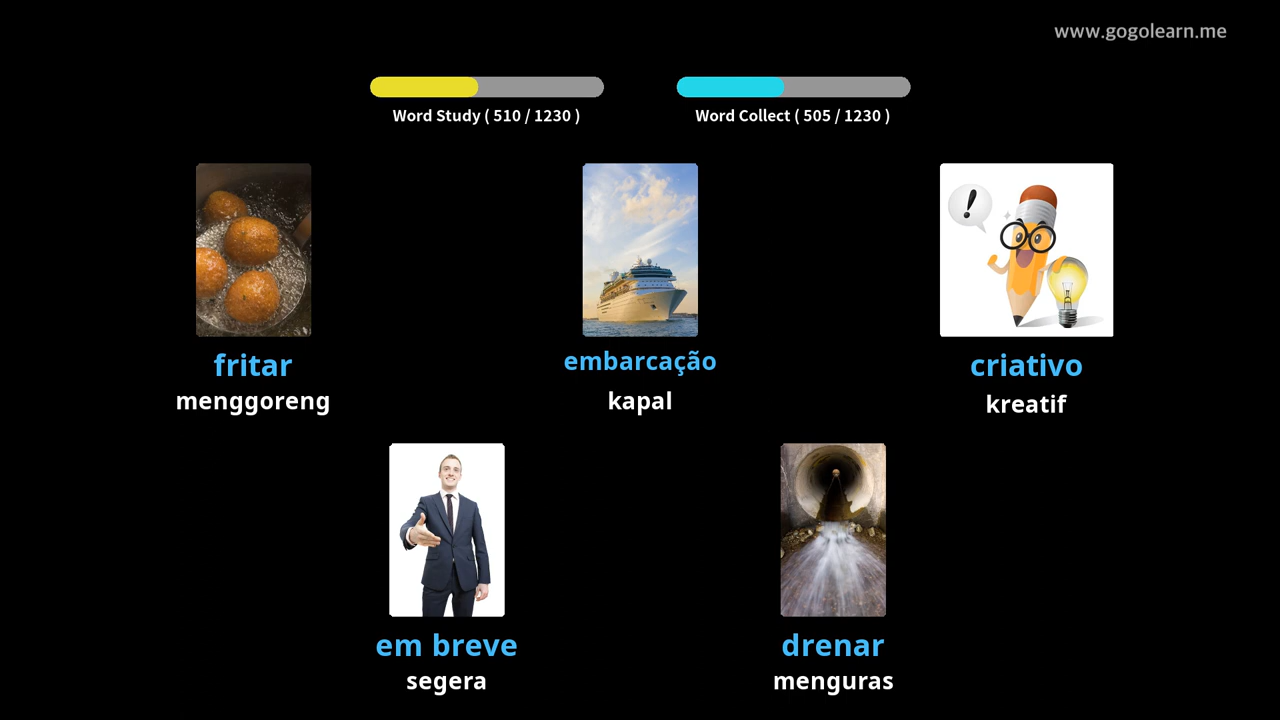 www.gogolearn.me
Word Study ( 510 / 1230 )
Word Collect ( 505 / 1230 )
fritar
menggoreng
embarcação
kapal
criativo
kreatif
em breve
segera
drenar
menguras